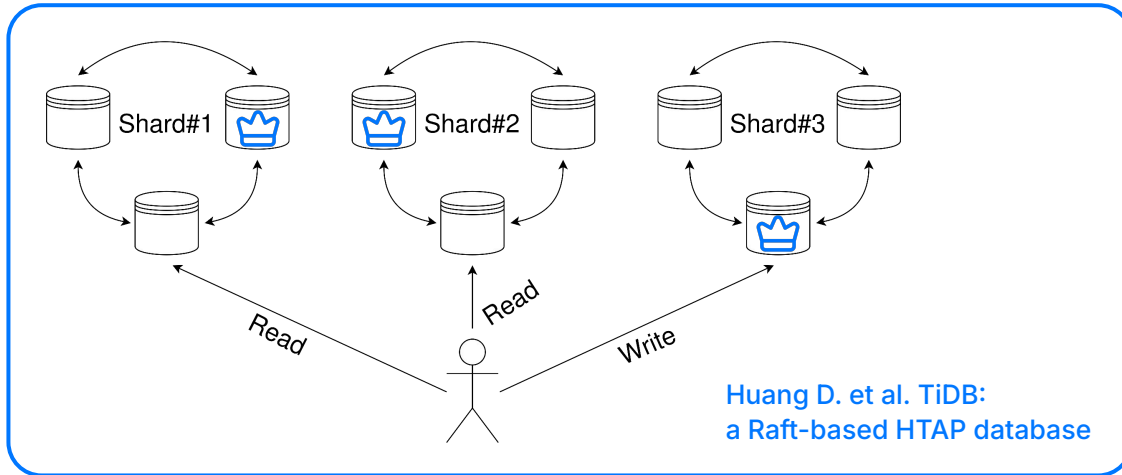 Shard#1
Shard#2
Shard#3
Read
Read
Write
Huang D. et al. TiDB:
a Raft-based HTAP database